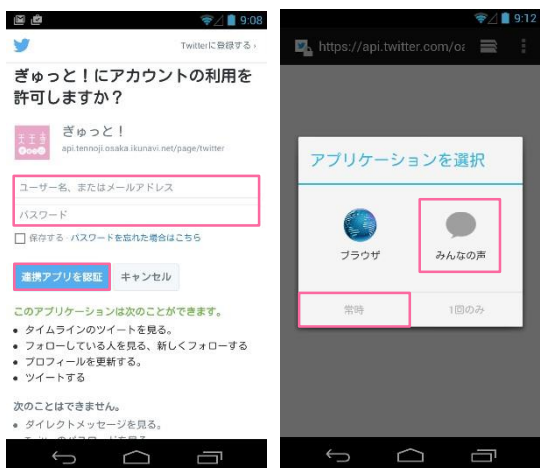 9:08
Twitterに登録する ›
ぎゅっと！にアカウントの利用を
許可しますか？
ぎゅっと！
api.tennoji.osaka.ikunavi.net/page/twitter
ユーザー名、またはメールアドレス
パスワード
保存する · パスワードを忘れた場合はこちら
連携アプリを認証
キャンセル
このアプリケーションは次のことができます。
• タイムラインのツイートを見る。
• フォローしている人を見る、新しくフォローする
• プロフィールを更新する。
• ツイートする
次のことはできません。
• ダイレクトメッセージを見る。
9:12
https://api.twitter.com/oa
アプリケーションを選択
ブラウザ
みんなの声
常時
1回のみ